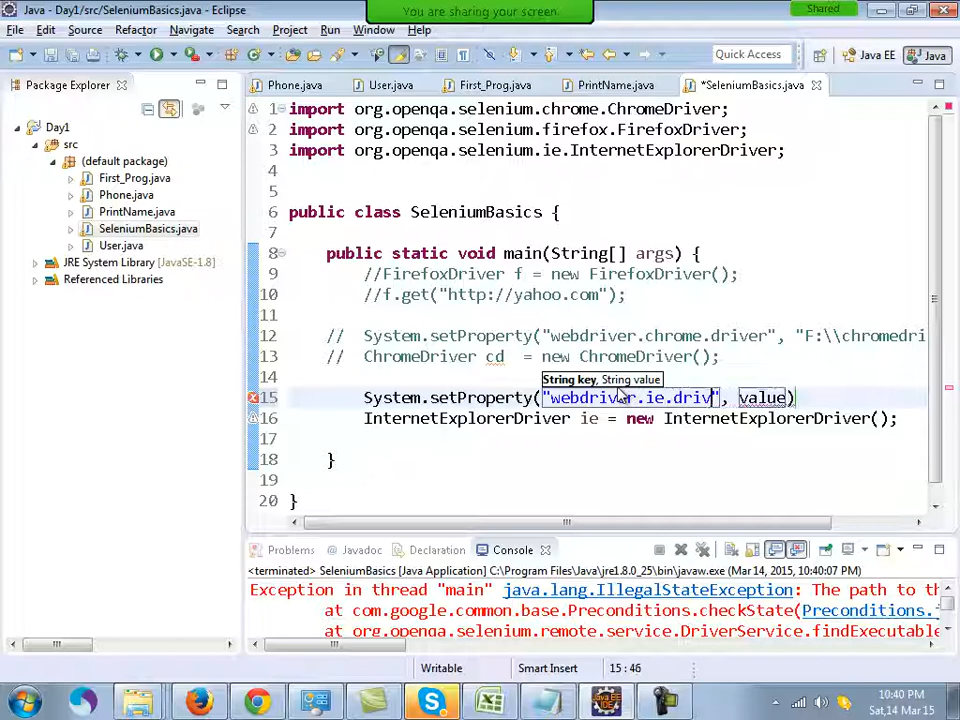 Java - Day1/src/SeleniumBasics.java - Eclipse
You are sharing your screen
Shared
File Edit Source Refactor Navigate Search Project Run Window Help
Quick Access
Java EE
Java
Package Explorer
Phone.java
User.java
First_Prog.java
PrintName.java
*SeleniumBasics.java
Day1
src
(default package)
First_Prog.java
Phone.java
PrintName.java
SeleniumBasics.java
User.java
JRE System Library [JavaSE-1.8]
Referenced Libraries
1 import org.openqa.selenium.chrome.ChromeDriver;
2 import org.openqa.selenium.firefox.FirefoxDriver;
3 import org.openqa.selenium.ie.InternetExplorerDriver;
4
5
6 public class SeleniumBasics {
7
8 public static void main(String[] args) {
9 //FirefoxDriver f = new FirefoxDriver();
10 //f.get("http://yahoo.com");
11
12 // System.setProperty("webdriver.chrome.driver", "F:\\chromedri
13 // ChromeDriver cd = new ChromeDriver();
14
String key, String value
15 System.setProperty("webdriver.ie.driv", value)
16 InternetExplorerDriver ie = new InternetExplorerDriver();
17
18 }
19
20 }
Problems Javadoc Declaration Console
<terminated> SeleniumBasics [Java Application] C:\Program Files\Java\jre1.8.0_25\bin\javaw.exe (Mar 14, 2015, 10:40:07 PM)
Exception in thread "main" java.lang.IllegalStateException: The path to th
at com.google.common.base.Preconditions.checkState(Preconditions.
at org.openqa.selenium.remote.service.DriverService.findExecutable
Writable
Smart Insert
15 : 46
10:40 PM
Sat,14 Mar 15